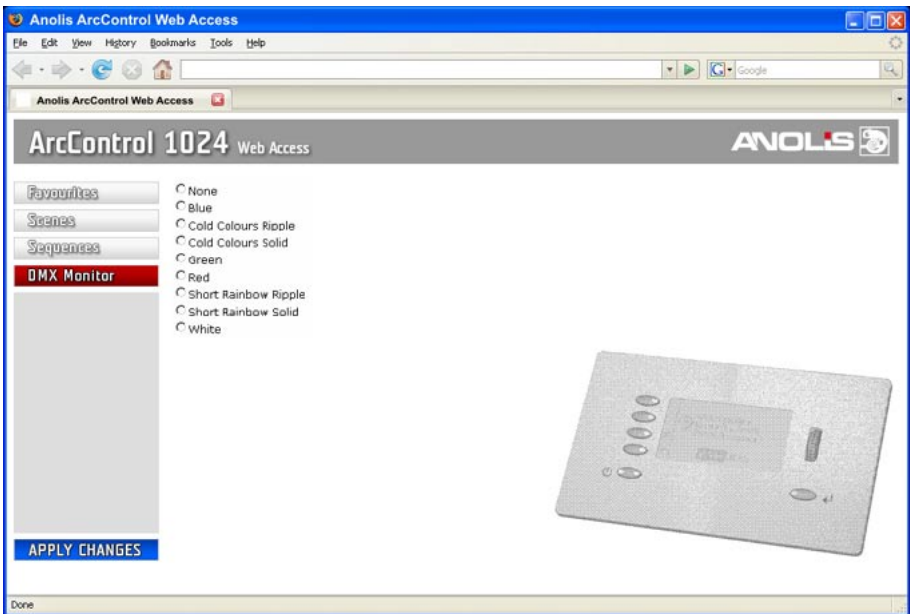 Anolis ArcControl Web Access
File Edit View History Bookmarks Tools Help
G Google
Anolis ArcControl Web Access
ArcControl 1024 Web Access
ANOLIS
Favourites
Scenes
Sequences
DMX Monitor
None
Blue
Cold Colours Ripple
Cold Colours Solid
Green
Red
Short Rainbow Ripple
Short Rainbow Solid
White
APPLY CHANGES
Done